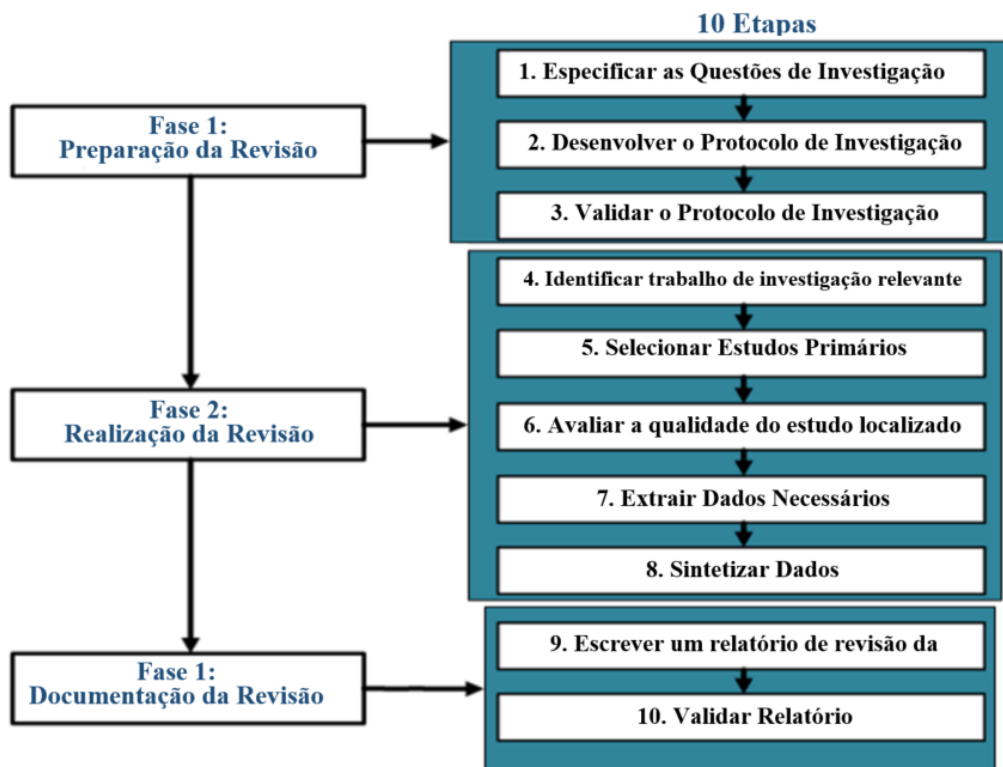 10 Etapas
Fase 1:
Preparação da Revisão
1. Especificar as Questões de Investigação
2. Desenvolver o Protocolo de Investigação
3. Validar o Protocolo de Investigação
Fase 2:
Realização da Revisão
4. Identificar trabalho de investigação relevante
5. Selecionar Estudos Primários
6. Avaliar a qualidade do estudo localizado
7. Extrair Dados Necessários
8. Sintetizar Dados
Fase 1:
Documentação da Revisão
9. Escrever um relatório de revisão da
10. Validar Relatório